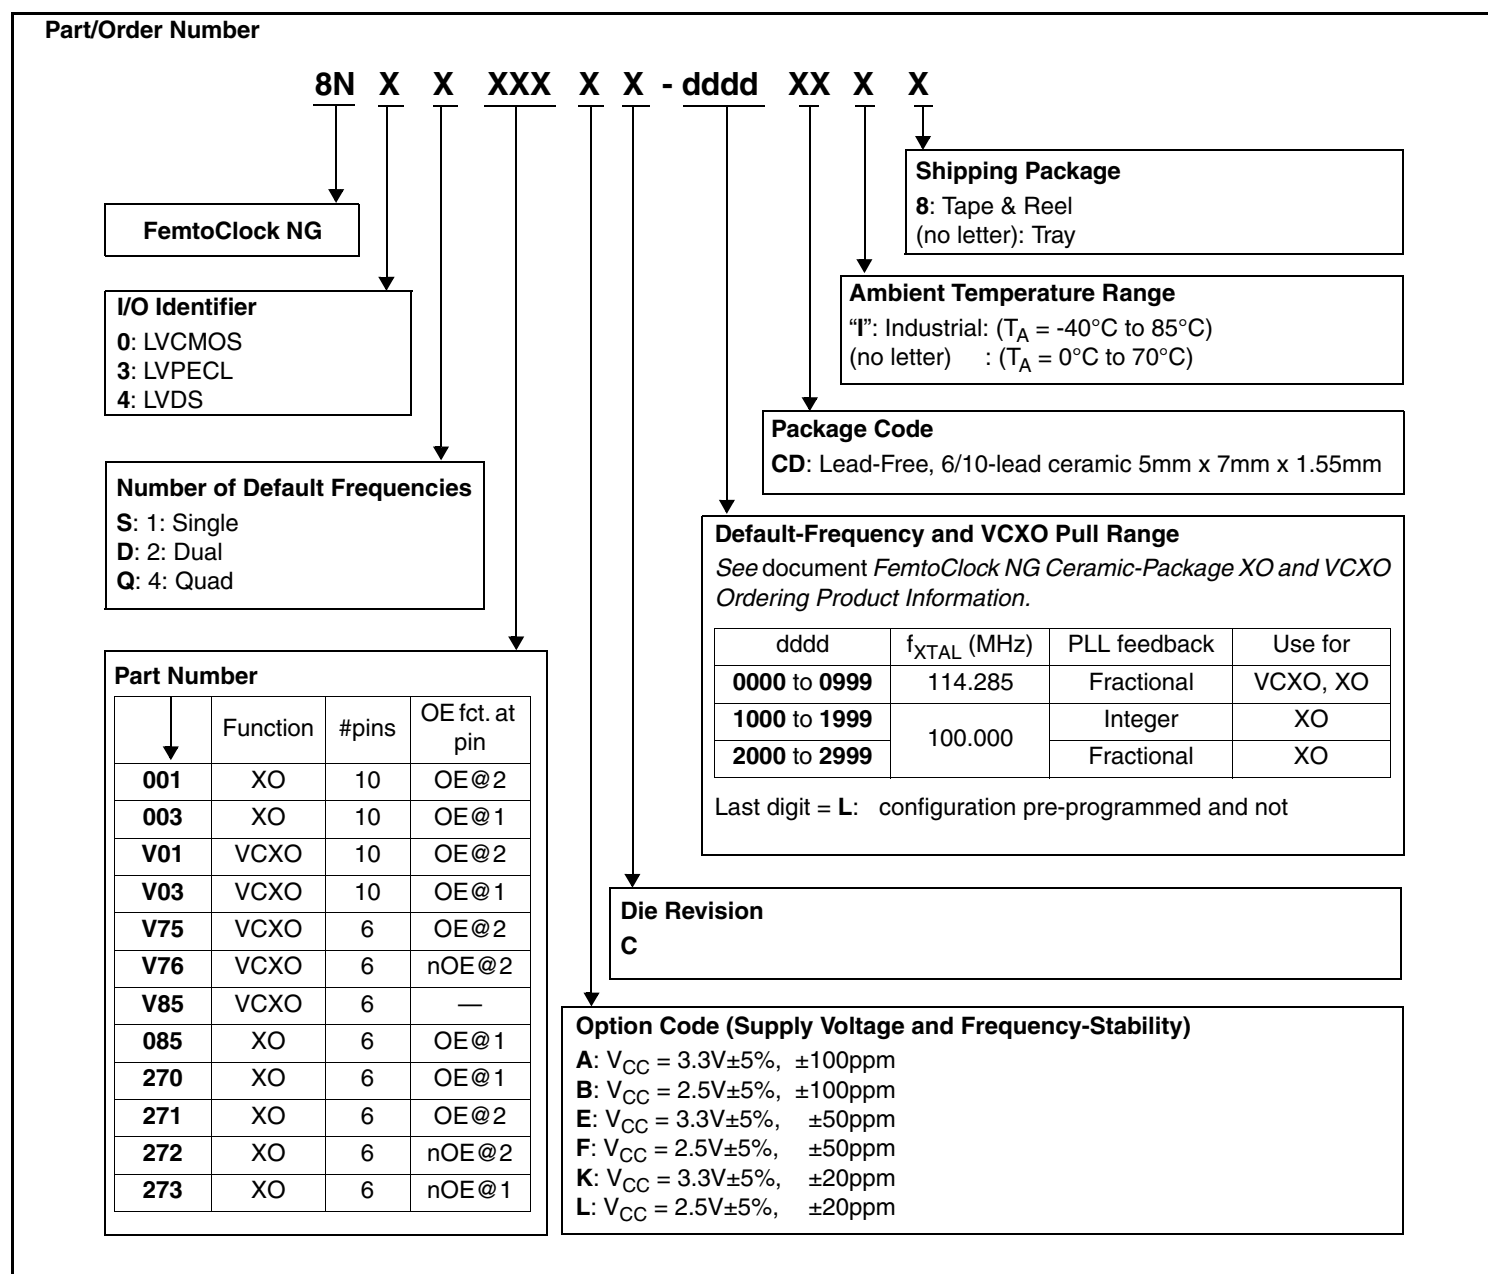 Part/Order Number
8N X X XXX X X - dddd XX X X
Shipping Package
8: Tape & Reel
(no letter): Tray
FemtoClock NG
Ambient Temperature Range
“I”: Industrial: (TA = -40°C to 85°C)
(no letter) : (TA = 0°C to 70°C)
I/O Identifier
0: LVCMOS
3: LVPECL
4: LVDS
Package Code
CD: Lead-Free, 6/10-lead ceramic 5mm x 7mm x 1.55mm
Number of Default Frequencies
S: 1: Single
D: 2: Dual
Q: 4: Quad
Default-Frequency and VCXO Pull Range
See document FemtoClock NG Ceramic-Package XO and VCXO
Ordering Product Information.
dddd fXTAL (MHz) PLL feedback Use for
0000 to 0999 114.285 Fractional VCXO, XO
1000 to 1999 100.000 Integer XO
2000 to 2999 Fractional XO
Last digit = L: configuration pre-programmed and not
Part Number
Function #pins OE fct. at
pin
001 XO 10 OE@2
003 XO 10 OE@1
V01 VCXO 10 OE@2
V03 VCXO 10 OE@1
V75 VCXO 6 OE@2
V76 VCXO 6 nOE@2
V85 VCXO 6 —
085 XO 6 OE@1
270 XO 6 OE@1
271 XO 6 OE@2
272 XO 6 nOE@2
273 XO 6 nOE@1
Die Revision
C
Option Code (Supply Voltage and Frequency-Stability)
A: VCC = 3.3V±5%, ±100ppm
B: VCC = 2.5V±5%, ±100ppm
E: VCC = 3.3V±5%, ±50ppm
F: VCC = 2.5V±5%, ±50ppm
K: VCC = 3.3V±5%, ±20ppm
L: VCC = 2.5V±5%, ±20ppm